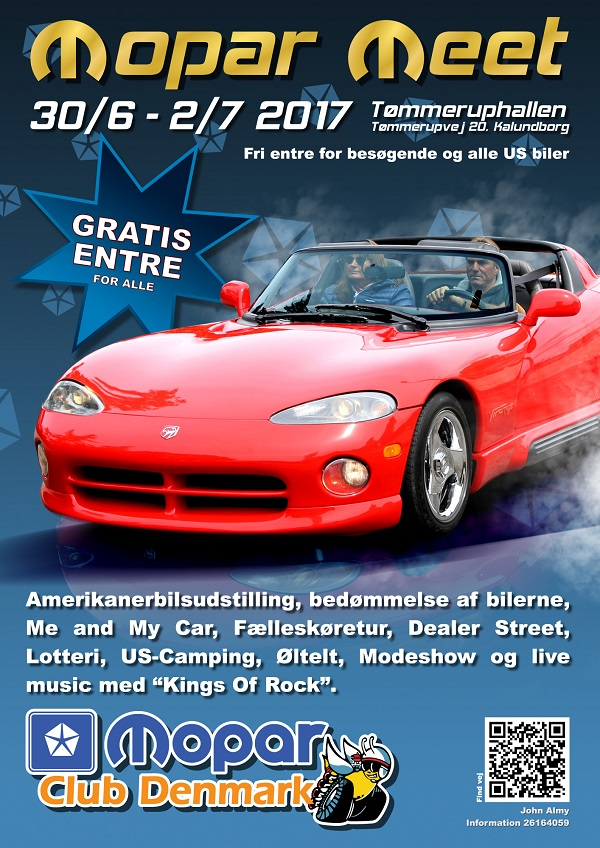 Mopar Meet
30/6 - 2/7 2017 Tømmeruphallen
Tømmerupvej 20. Kalundborg
Fri entre for besøgende og alle US biler
GRATIS
ENTRE
FOR ALLE
Amerikanerbilsudstilling, bedømmelse af bilerne,
Me and My Car, Fælleskøretur, Dealer Street,
Lotteri, US-Camping, Øltelt, Modeshow og live
music med “Kings Of Rock”.
Mopar
Club Denmark
Find vej
John Almy
Information 26164059